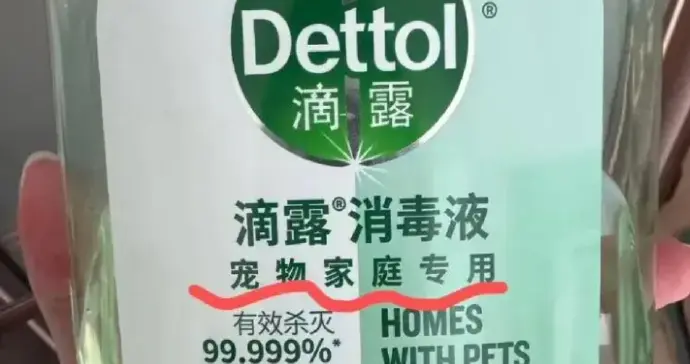 Dettol®
滴露
滴露®消毒液
宠物家庭专用
有效杀灭
99.999%*
HOMES
WITH PETS